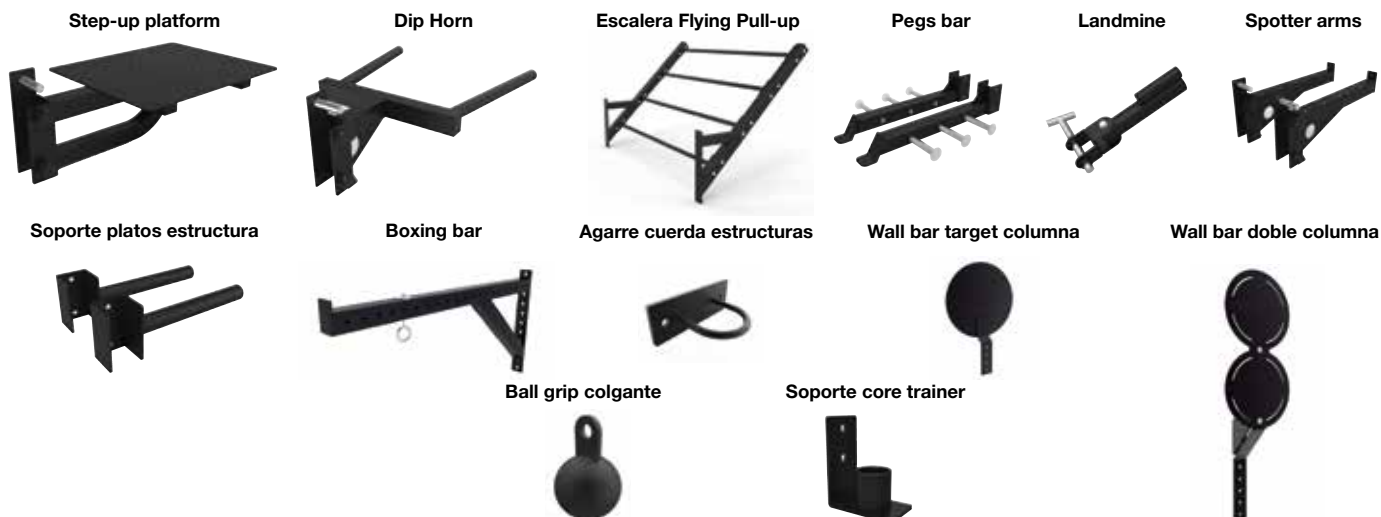 Step-up platform
Dip Horn
Escalera Flying Pull-up
Pegs bar
Landmine
Spotter arms
Soporte platos estructura
Boxing bar
Agarre cuerda estructuras
Wall bar target columna
Wall bar doble columna
Ball grip colgante
Soporte core trainer